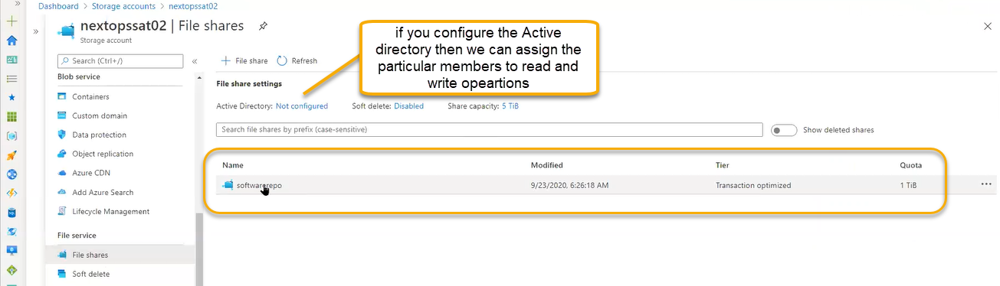 Dashboard > Storage accounts > nextopssat02
nextopssat02 | File shares
Storage account
if you configure the Active
directory then we can assign the
particular members to read and
write opeartions
Search (Ctrl+/)
Blob service
Containers
Custom domain
Data protection
Object replication
Azure CDN
Add Azure Search
Lifecycle Management
File service
File shares
Soft delete
File share Refresh
File share settings
Active Directory: Not configured Soft delete: Disabled Share capacity: 5 TiB
Search file shares by prefix (case-sensitive)
Show deleted shares
Name Modified Tier Quota
softwarerepo 9/23/2020, 6:26:18 AM Transaction optimized 1 TiB